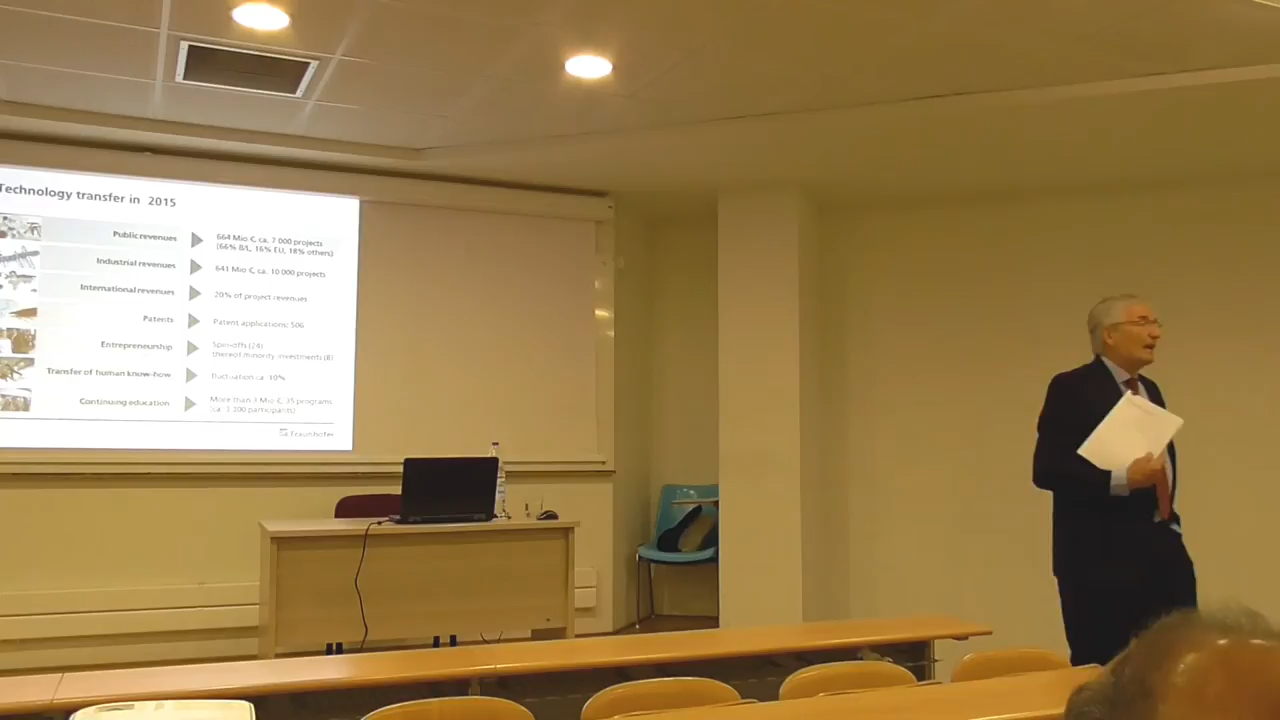 Technology transfer in 2015
Public revenues
664 Mio €, ca. 7 000 projects
(66% B/L, 16% EU, 18% others)
Industrial revenues
641 Mio €, ca. 10 000 projects
International revenues
20% of project revenues
Patents
Patent applications: 506
Entrepreneurship
Spin-offs (24)
thereof minority investments (8)
Transfer of human know-how
fluctuation ca. 10%
Continuing education
More than 3 Mio €, 35 programs
(ca. 3 300 participants)
Fraunhofer